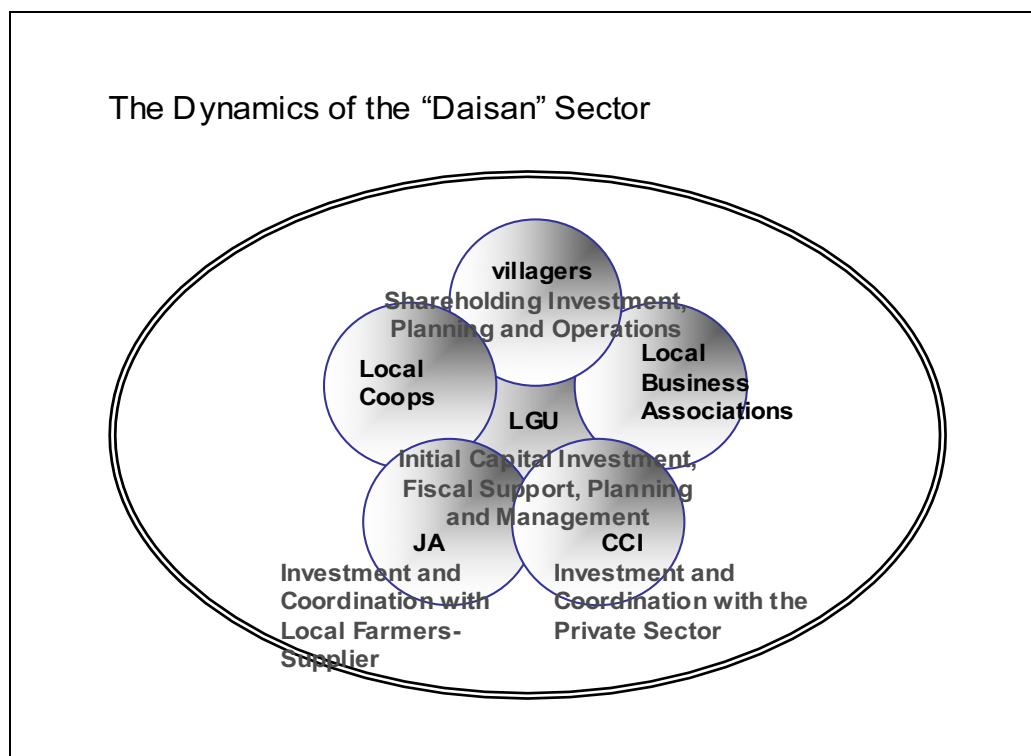 The Dynamics of the “Daisan” Sector
villagers
Shareholding Investment,
Planning and Operations
Local
Coops
Local
Business
Associations
LGU
Initial Capital Investment,
Fiscal Support, Planning
and Management
JA
Investment and
Coordination with
Local Farmers-
Supplier
CCI
Investment and
Coordination with the
Private Sector